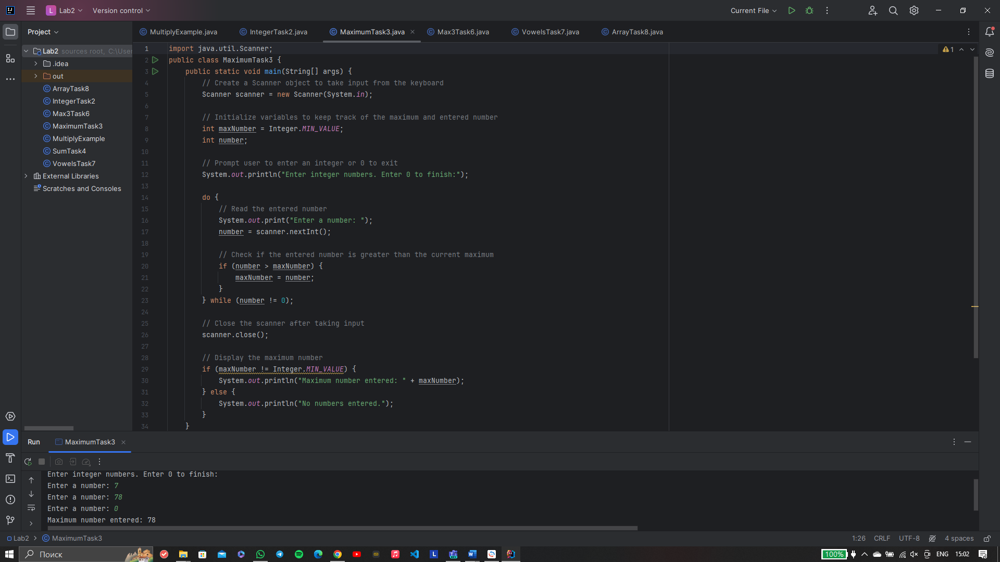 L Lab2 Version control Current File
Project
MultiplyExample.java IntegerTask2.java MaximumTask3.java Max3Task6.java VowelsTask7.java ArrayTask8.java
Lab2 sources root, C:\User
.idea
out
ArrayTask8
IntegerTask2
Max3Task6
MaximumTask3
MultiplyExample
SumTask4
VowelsTask7
External Libraries
Scratches and Consoles
1 import java.util.Scanner;
2 public class MaximumTask3 {
3 public static void main(String[] args) {
4 // Create a Scanner object to take input from the keyboard
5 Scanner scanner = new Scanner(System.in);
6
7 // Initialize variables to keep track of the maximum and entered number
8 int maxNumber = Integer.MIN_VALUE;
9 int number;
10
11 // Prompt user to enter an integer or 0 to exit
12 System.out.println("Enter integer numbers. Enter 0 to finish:");
13
14 do {
15 // Read the entered number
16 System.out.print("Enter a number: ");
17 number = scanner.nextInt();
18
19 // Check if the entered number is greater than the current maximum
20 if (number > maxNumber) {
21 maxNumber = number;
22 }
23 } while (number != 0);
24
25 // Close the scanner after taking input
26 scanner.close();
27
28 // Display the maximum number
29 if (maxNumber != Integer.MIN_VALUE) {
30 System.out.println("Maximum number entered: " + maxNumber);
31 } else {
32 System.out.println("No numbers entered.");
33 }
34 }
1
Run MaximumTask3
Enter integer numbers. Enter 0 to finish:
Enter a number: 7
Enter a number: 78
Enter a number: 0
Maximum number entered: 78
Lab2 > MaximumTask3 1:26 CRLF UTF-8 4 spaces
Поиск 100% ENG 15:02